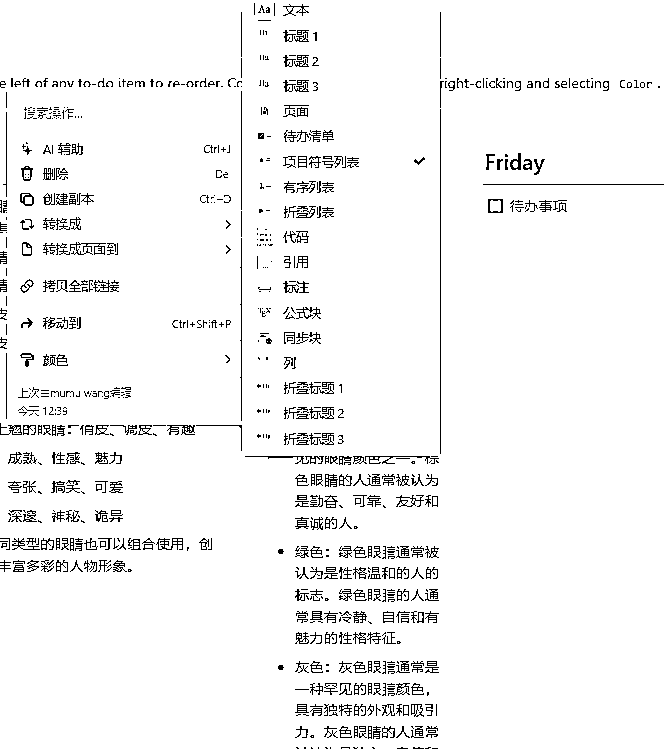 e left of any to-do item to re-order. Co
right-clicking and selecting Color .
搜索操作...
AI 辅助 Ctrl+J
删除 De
创建副本 Ctrl+D
转换成
转换成页面到
拷贝全部链接
移动到 Ctrl+Shift+P
颜色
mumu wang编辑
今天 12:39
Aa 文本
标题 1
标题 2
标题 3
页面
待办清单
项目符号列表
有序列表
折叠列表
代码
引用
标注
公式块
同步块
列
折叠标题 1
折叠标题 2
折叠标题 3
Friday
待办事项
上翘的眼睛：俏皮、调皮、有趣
成熟、性感、魅力
夸张、搞笑、可爱
深邃、神秘、诡异
同类型的眼睛也可以组合使用，创
丰富多彩的人物形象。
见的眼睛颜色之一。棕
色眼睛的人通常被认为
是勤奋、可靠、友好和
真诚的人。
• 绿色：绿色眼睛通常被
认为是性格温和的人的
标志。绿色眼睛的人通
常具有冷静、自信和有
魅力的性格特征。
• 灰色：灰色眼睛通常是
一种罕见的眼睛颜色，
具有独特的外观和吸引
力。灰色眼睛的人通常